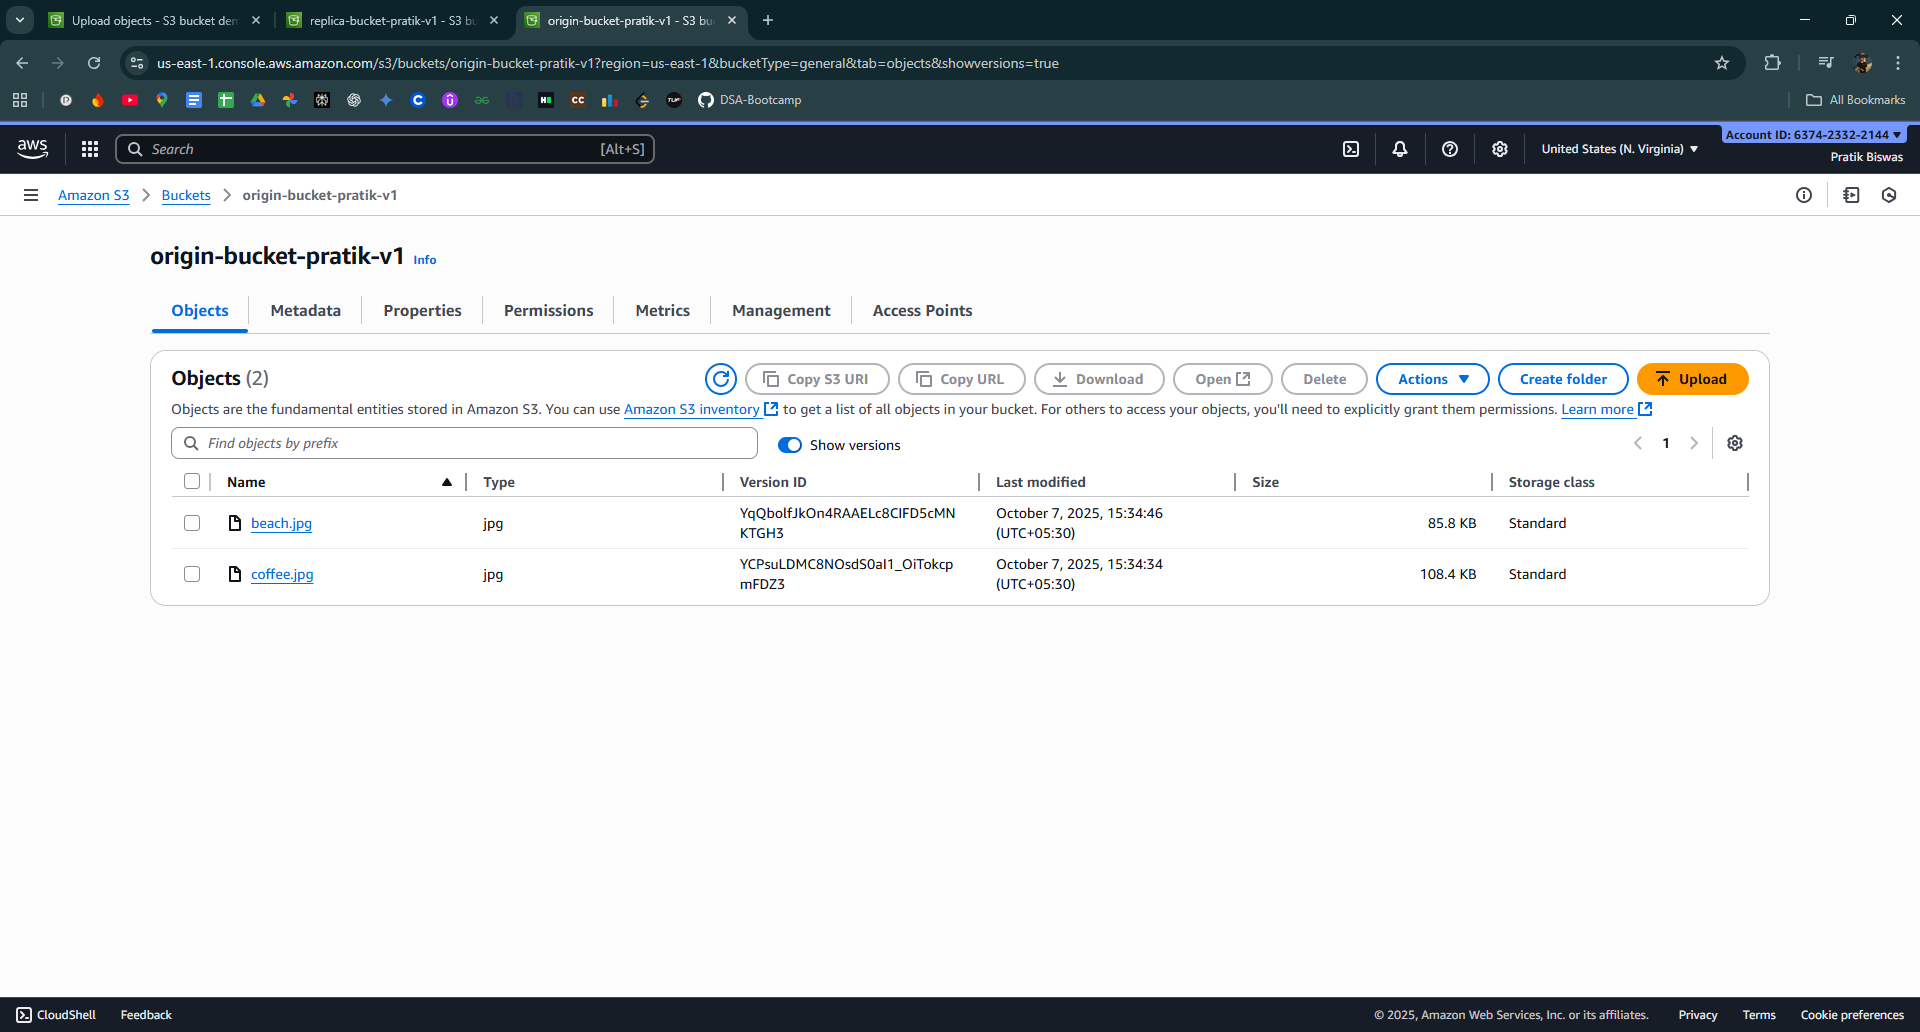 Upload objects - S3 bucket den
replica-bucket-pratik-v1 - S3 bu
origin-bucket-pratik-v1 - S3 bu
us-east-1.console.aws.amazon.com/s3/buckets/origin-bucket-pratik-v1?region=us-east-1&bucketType=general&tab=objects&showversions=true
DSA-Bootcamp
All Bookmarks
aws
Search
[Alt+S]
United States (N. Virginia)
Account ID: 6374-2332-2144
Pratik Biswas
Amazon S3
Buckets
origin-bucket-pratik-v1
origin-bucket-pratik-v1 Info
Objects
Metadata
Properties
Permissions
Metrics
Management
Access Points
Objects (2)
Copy S3 URI
Copy URL
Download
Open
Delete
Actions
Create folder
Upload
Objects are the fundamental entities stored in Amazon S3. You can use Amazon S3 inventory to get a list of all objects in your bucket. For others to access your objects, you'll need to explicitly grant them permissions. Learn more
Find objects by prefix
Show versions
1
Name
Type
Version ID
Last modified
Size
Storage class
beach.jpg
jpg
YqQbolfJkOn4RAAELc8CIFD5cMN
KTGH3
October 7, 2025, 15:34:46
(UTC+05:30)
85.8 KB
Standard
coffee.jpg
jpg
YCPsuLDMC8NOsdS0aI1_OiTokcp
mFDZ3
October 7, 2025, 15:34:34
(UTC+05:30)
108.4 KB
Standard
CloudShell
Feedback
© 2025, Amazon Web Services, Inc. or its affiliates.
Privacy
Terms
Cookie preferences